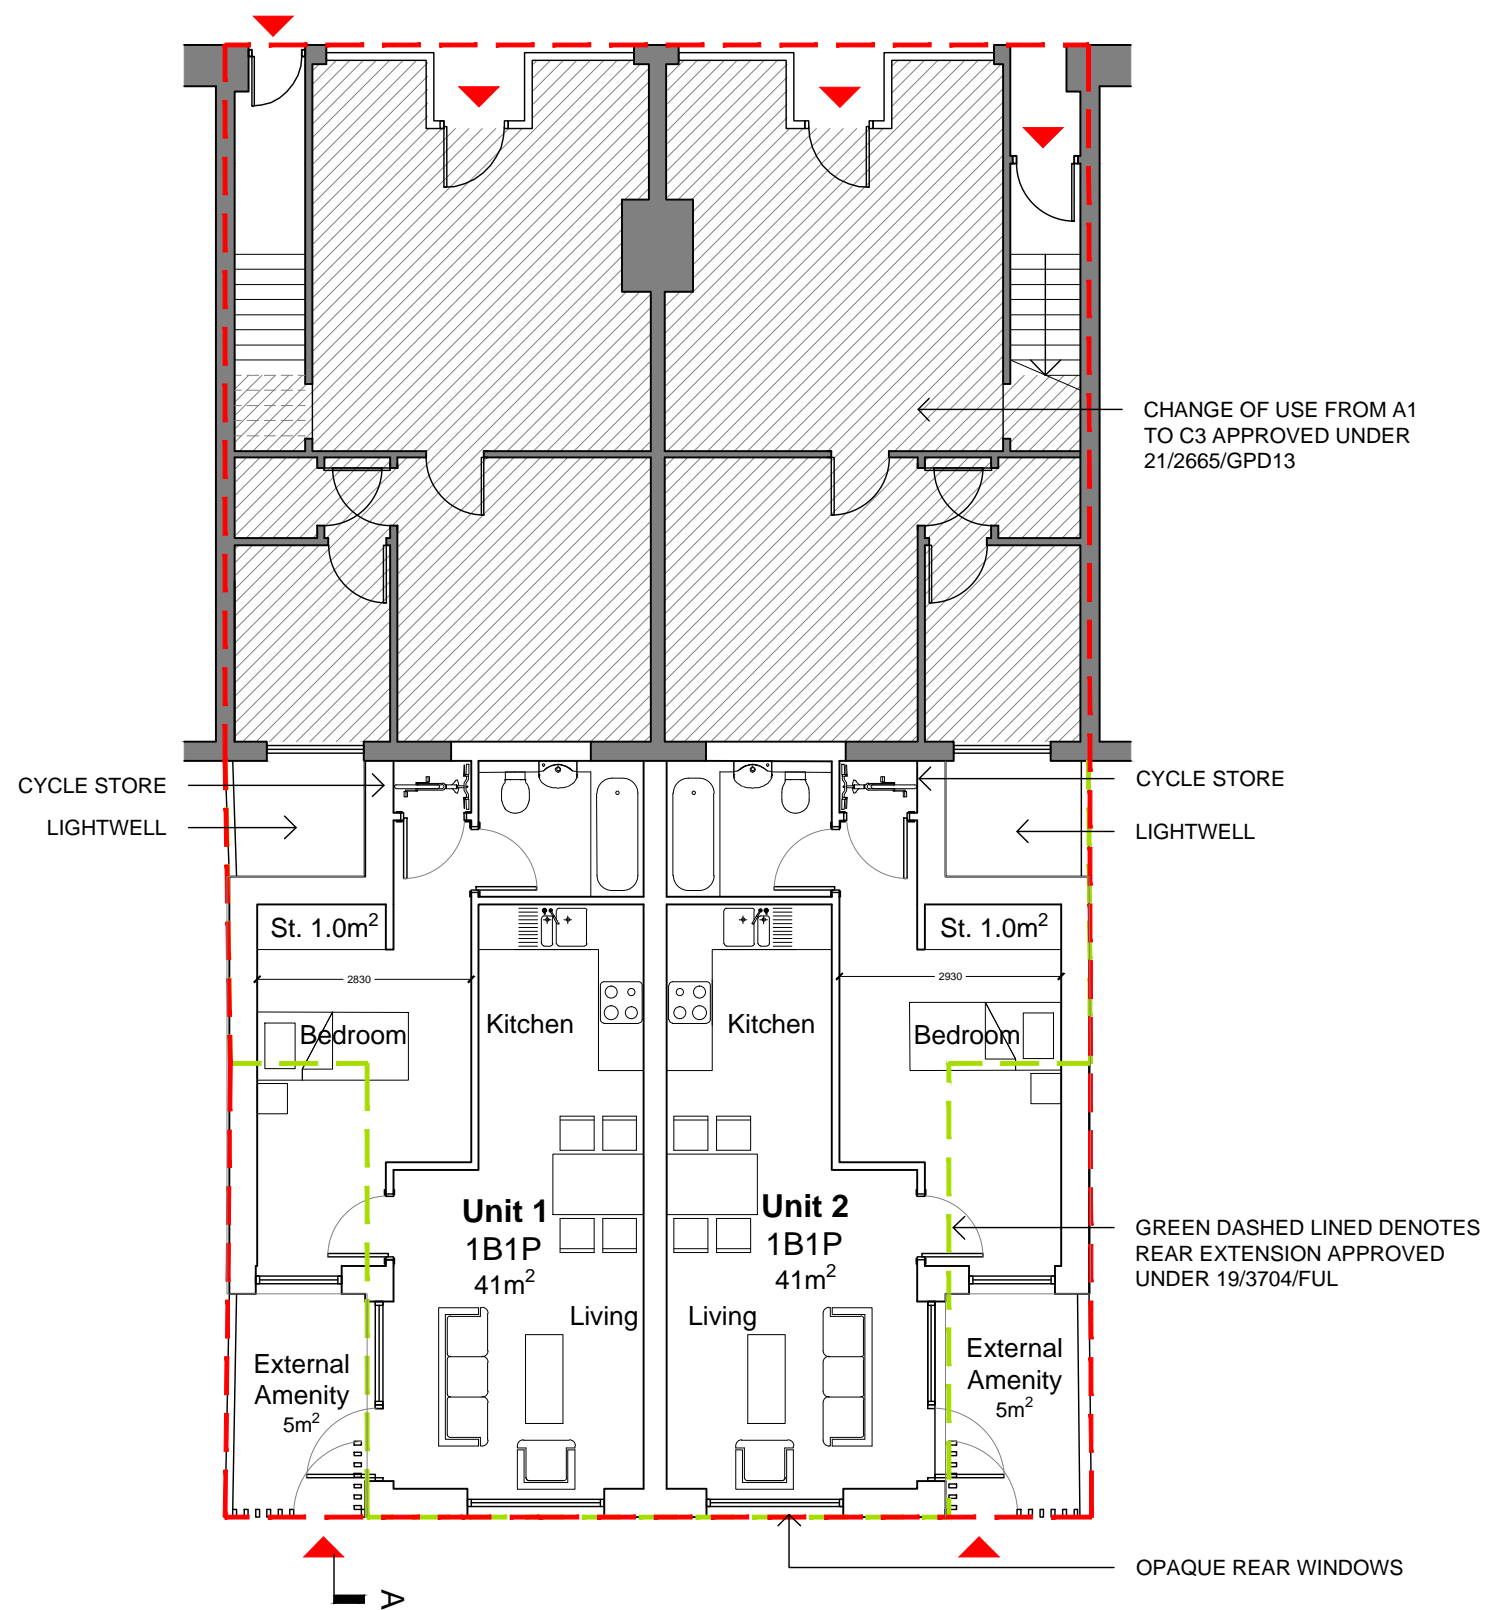 CHANGE OF USE FROM A1
TO C3 APPROVED UNDER
21/2665/GPD13
CYCLE STORE
LIGHTWELL
CYCLE STORE
LIGHTWELL
St. 1.0m²
St. 1.0m²
2830
2930
Bedroom
Kitchen
Kitchen
Bedroom
Unit 1
1B1P
41m²
Unit 2
1B1P
41m²
GREEN DASHED LINED DENOTES
REAR EXTENSION APPROVED
UNDER 19/3704/FUL
Living
Living
External
Amenity
5m²
External
Amenity
5m²
OPAQUE REAR WINDOWS
A